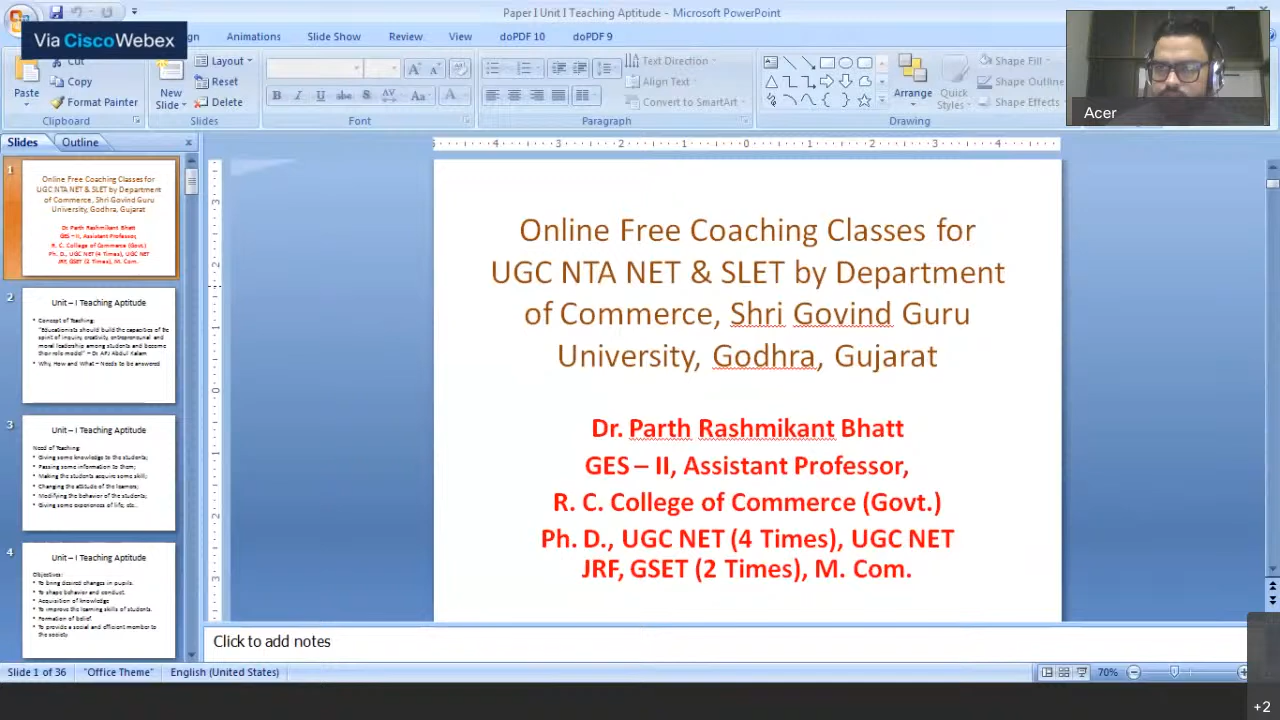 Paper I Unit I Teaching Aptitude - Microsoft PowerPoint
Via Cisco Webex
Animations
Slide Show
Review
View
doPDF 10
doPDF 9
Cut
Copy
Format Painter
Paste
Clipboard
New
Slide
Layout
Reset
Delete
Slides
Font
Paragraph
Text Direction
Align Text
Convert to SmartArt
Arrange
Quick
Styles
Shape Fill
Shape Outline
Shape Effects
Drawing
Acer
Slides
Outline
1
Online Free Coaching Classes for
UGC NTA NET & SLET by Department
of Commerce, Shri Govind Guru
University, Godhra, Gujarat
Dr. Parth Rashmikant Bhatt
GES – II, Assistant Professor,
R. C. College of Commerce (Govt.)
Ph. D., UGC NET (4 Times), UGC NET
JRF, GSET (2 Times), M. Com.
2
Unit – I Teaching Aptitude
Concept of Teaching:
"Educationists should build the capacities of the
spirit of inquiry, creativity, entrepreneurial and
moral leadership among students and become
their role model" – Dr. APJ Abdul Kalam
Why, How and What – Needs to be answered
3
Unit – I Teaching Aptitude
Need of Teaching:
Giving some knowledge to the students;
Passing some information to them;
Making the students acquire some skill;
Changing the attitude of the learner;
Modifying the behavior of the students;
Giving some experiences of life; etc..
4
Unit – I Teaching Aptitude
Objectives:
To bring desired changes in pupils.
To shape behavior and conduct.
Acquisition of knowledge
To improve the learning skills of students.
Formation of belief.
To provide a social and efficient member to
the society.
Online Free Coaching Classes for
UGC NTA NET & SLET by Department
of Commerce, Shri Govind Guru
University, Godhra, Gujarat
Dr. Parth Rashmikant Bhatt
GES – II, Assistant Professor,
R. C. College of Commerce (Govt.)
Ph. D., UGC NET (4 Times), UGC NET
JRF, GSET (2 Times), M. Com.
Click to add notes
Slide 1 of 36
"Office Theme"
English (United States)
70%
+2